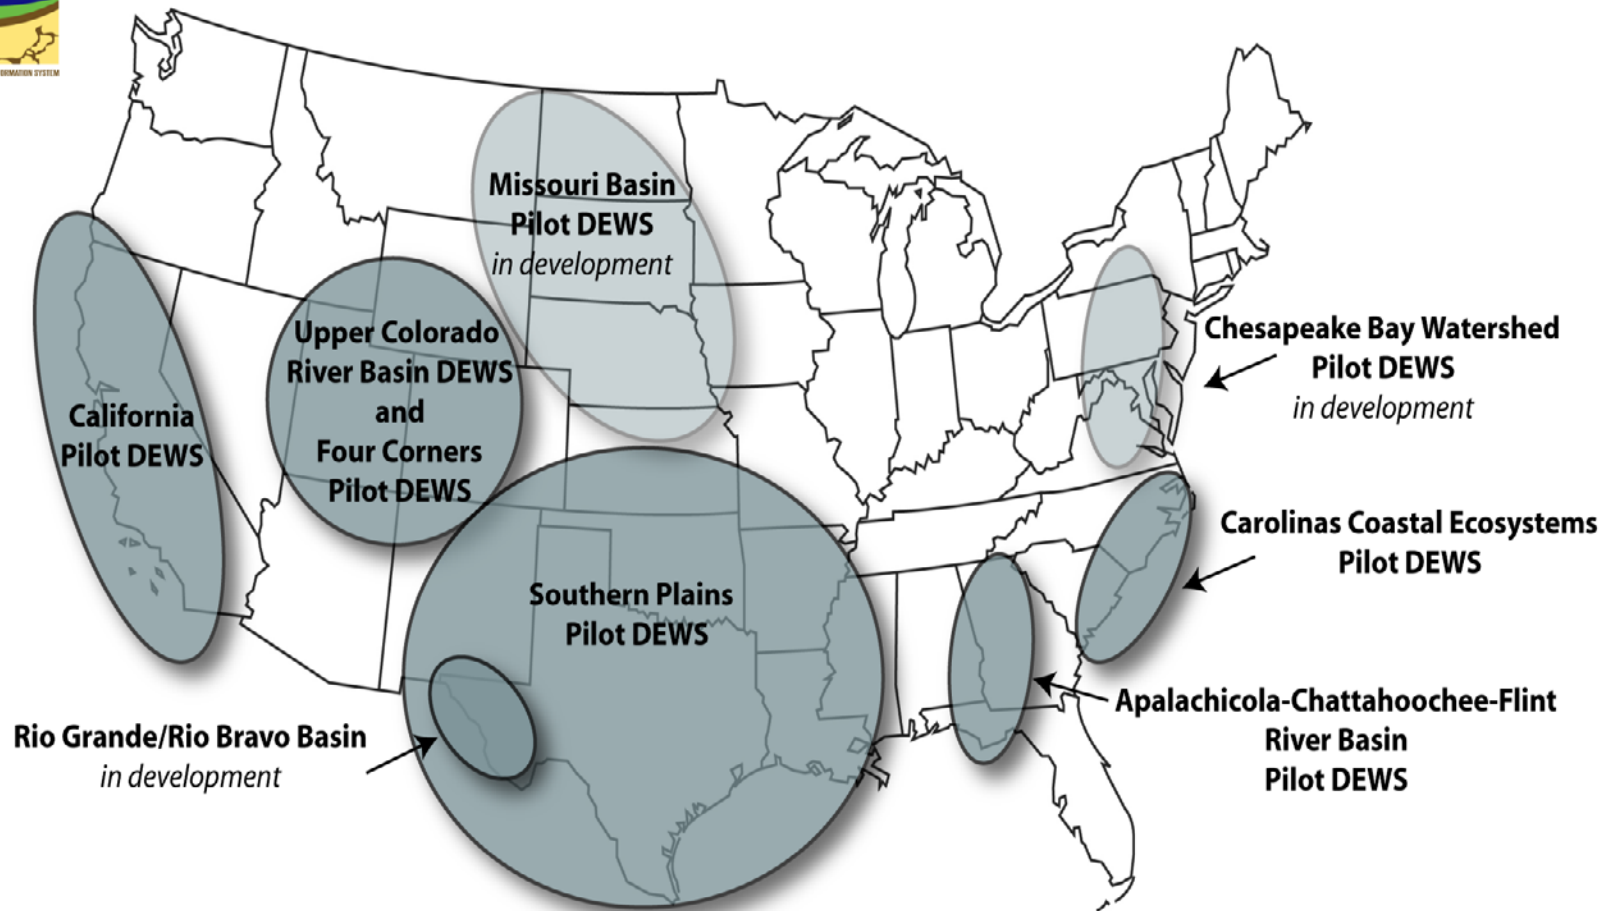 ORMATION SYSTEM
Missouri Basin
Pilot DEWS
in development
Upper Colorado
River Basin DEWS
and
Four Corners
Pilot DEWS
California
Pilot DEWS
Chesapeake Bay Watershed
Pilot DEWS
in development
Carolinas Coastal Ecosystems
Pilot DEWS
Southern Plains
Pilot DEWS
Apalachicola-Chattahoochee-Flint
River Basin
Pilot DEWS
Rio Grande/Rio Bravo Basin
in development